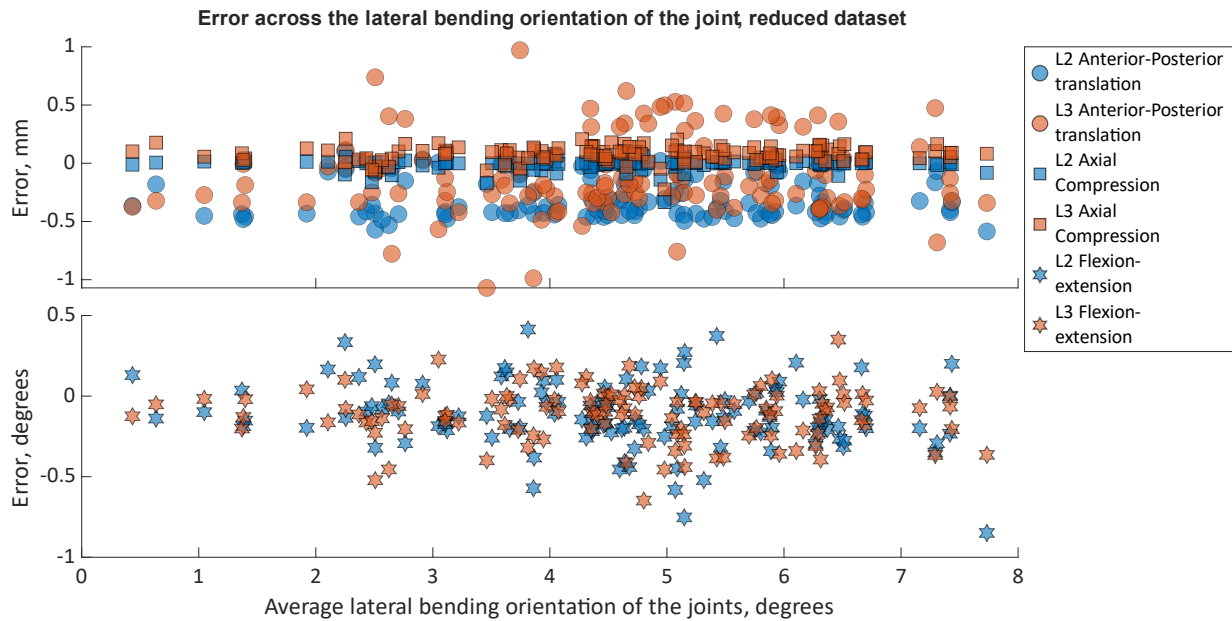 Error across the lateral bending orientation of the joint, reduced dataset
1
0.5
0
-0.5
-1
Error, mm
L2 Anterior-Posterior
translation
L3 Anterior-Posterior
translation
L2 Axial
Compression
L3 Axial
Compression
L2 Flexion-
extension
L3 Flexion-
extension
0.5
0
-0.5
-1
Error, degrees
0 1 2 3 4 5 6 7 8
Average lateral bending orientation of the joints, degrees